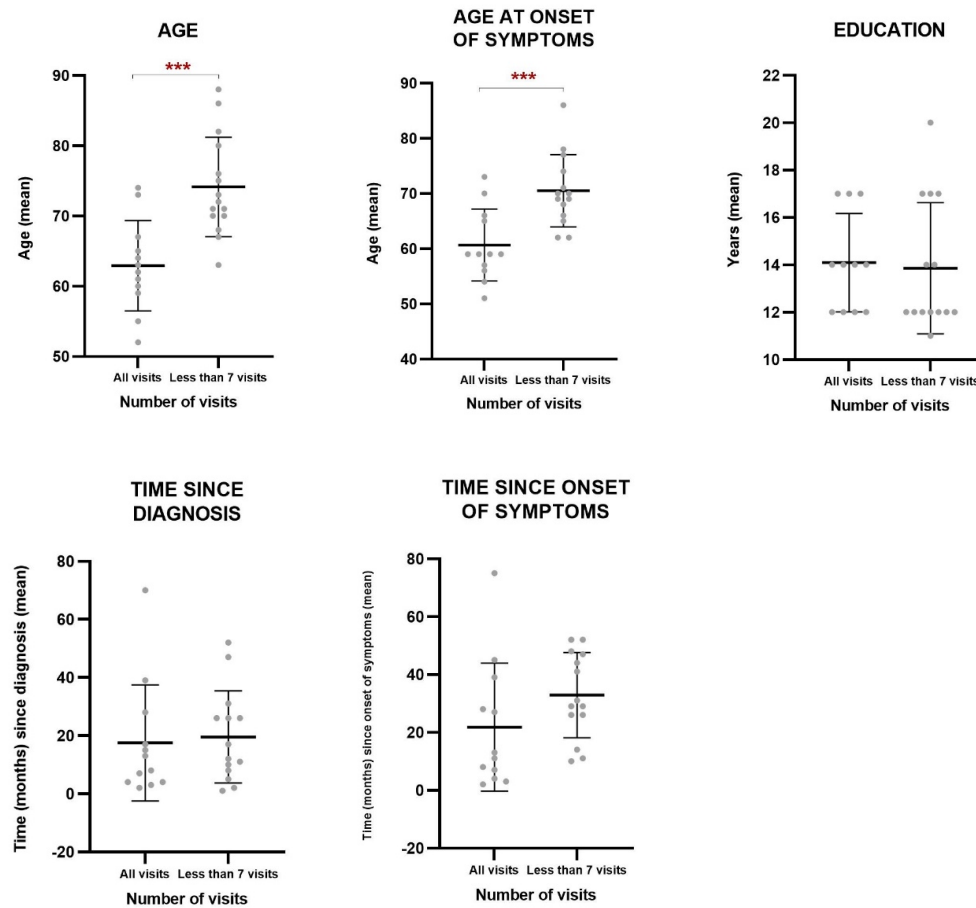 AGE
***
90
80
70
60
50
Age (mean)
All visits
Less than 7 visits
Number of visits
AGE AT ONSET
OF SYMPTOMS
***
90
80
70
60
50
40
Age (mean)
All visits
Less than 7 visits
Number of visits
EDUCATION
22
20
18
16
14
12
10
Years (mean)
All visits
Less than 7 visits
Number of visits
TIME SINCE
DIAGNOSIS
80
60
40
20
0
-20
Time (months) since diagnosis (mean)
All visits
Less than 7 visits
Number of visits
TIME SINCE ONSET
OF SYMPTOMS
80
60
40
20
0
-20
Time (months) since onset of symptoms (mean)
All visits
Less than 7 visits
Number of visits